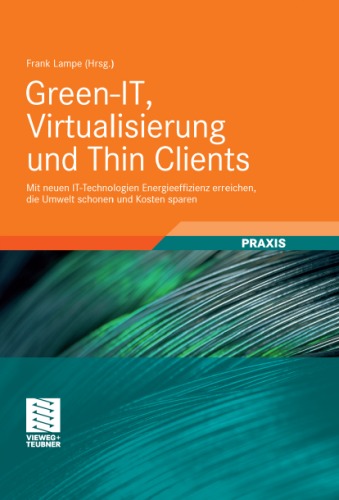 Frank Lampe (Hrsg.)
Green-IT,
Virtualisierung
und Thin Clients
Mit neuen IT-Technologien Energieeffizienz erreichen,
die Umwelt schonen und Kosten sparen
PRAXIS
VIEWEG+
TEUBNER